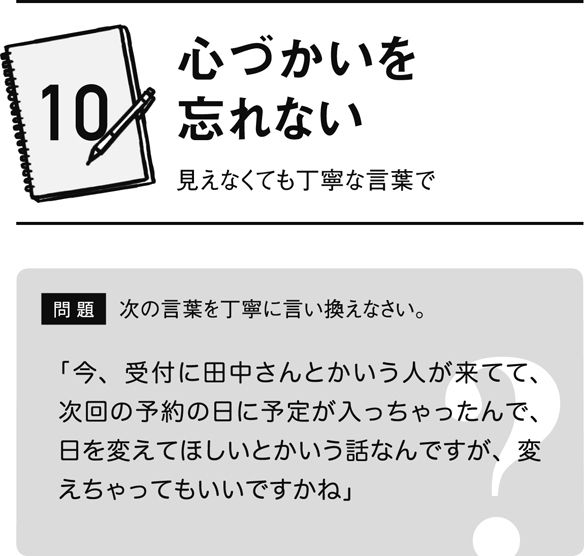 10
心づかいを
忘れない
見えなくても丁寧な言葉で
問題 次の言葉を丁寧に言い換えなさい。
「今、受付に田中さんとかいう人が来てて、
次回の予約の日に予定が入っちゃったんで、
日を変えてほしいとかいう話なんですが、変
えちゃってもいいですかね」
?